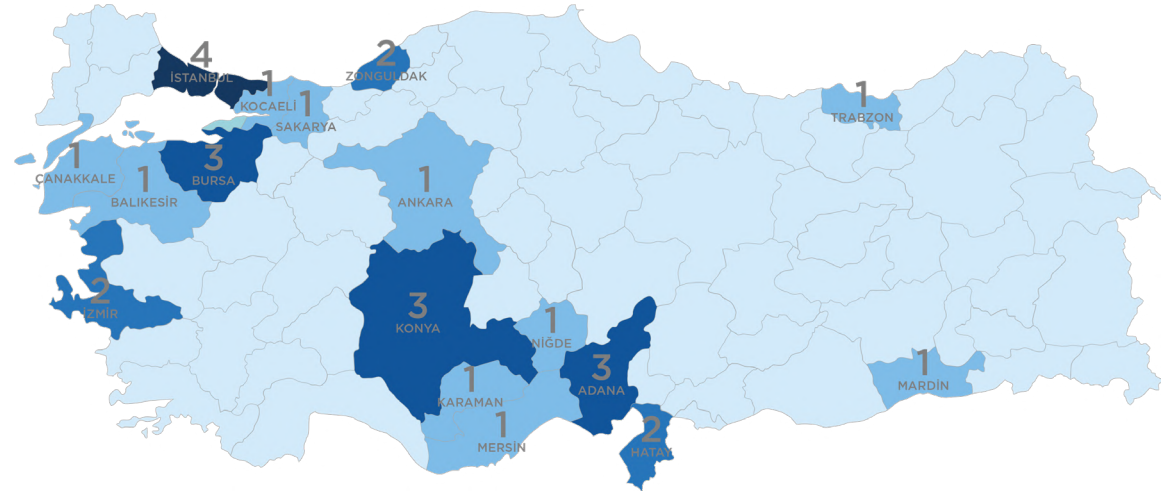 4
İSTANBUL
2
ZONGULDAK
1
KOCAELİ
1
SAKARYA
1
TRABZON
1
ÇANAKKALE
1
BALIKESİR
3
BURSA
1
ANKARA
2
İZMİR
3
KONYA
1
NİĞDE
3
ADANA
1
MARDİN
1
KARAMAN
1
MERSİN
2
HATAY